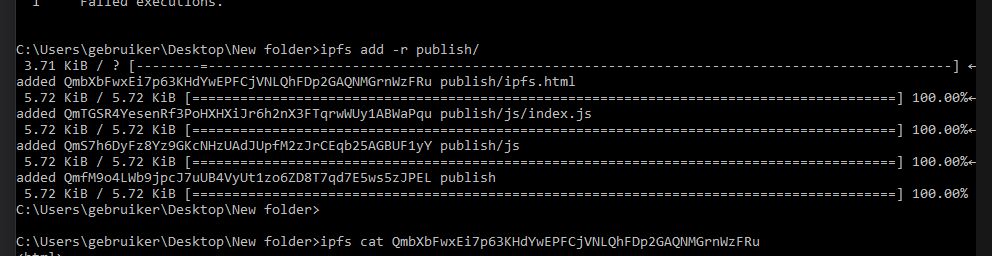 1 Failed executions.
C:\Users\gebruiker\Desktop\New folder>ipfs add -r publish/
3.71 KiB / ? [--------=-----------------------------------------------------------------------------------------------] ←
added QmbXbFwxEi7p63KHdYwEPFCjVNLQhFDp2GAQNMGrnWzFRu publish/ipfs.html
5.72 KiB / 5.72 KiB [========================================================================================] 100.00%←
added QmTGSR4YesenRf3PoHXHXiJr6h2nX3FTqrwWUy1ABWaPqu publish/js/index.js
5.72 KiB / 5.72 KiB [========================================================================================] 100.00%←
added QmS7h6DyFz8Yz9GKcNHzUAdJUpfM2zJrCEqb25AGBUF1yY publish/js
5.72 KiB / 5.72 KiB [========================================================================================] 100.00%←
added QmfM9o4LWb9jpcJ7uUB4VyUt1zo6ZD8T7qd7E5ws5zJPEL publish
5.72 KiB / 5.72 KiB [========================================================================================] 100.00%
C:\Users\gebruiker\Desktop\New folder>
C:\Users\gebruiker\Desktop\New folder>ipfs cat QmbXbFwxEi7p63KHdYwEPFCjVNLQhFDp2GAQNMGrnWzFRu
<html>